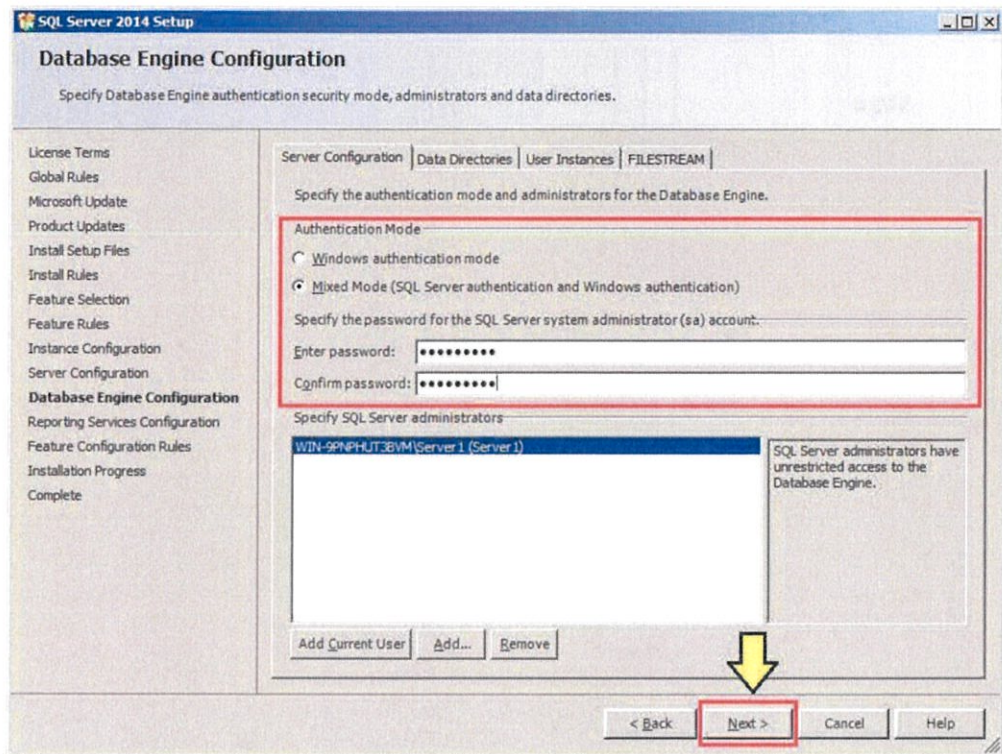 SQL Server 2014 Setup
Database Engine Configuration
Specify Database Engine authentication security mode, administrators and data directories.
License Terms
Global Rules
Microsoft Update
Product Updates
Install Setup Files
Install Rules
Feature Selection
Feature Rules
Instance Configuration
Server Configuration
Database Engine Configuration
Reporting Services Configuration
Feature Configuration Rules
Installation Progress
Complete
Server Configuration Data Directories User Instances FILESTREAM
Specify the authentication mode and administrators for the Database Engine.
Authentication Mode
Windows authentication mode
Mixed Mode (SQL Server authentication and Windows authentication)
Specify the password for the SQL Server system administrator (sa) account.
Enter password: •••••••••
Confirm password: •••••••••
Specify SQL Server administrators
WIN-9PNPHUT3BVM\Server1 (Server1)
SQL Server administrators have
unrestricted access to the
Database Engine.
Add Current User Add... Remove
< Back Next > Cancel Help